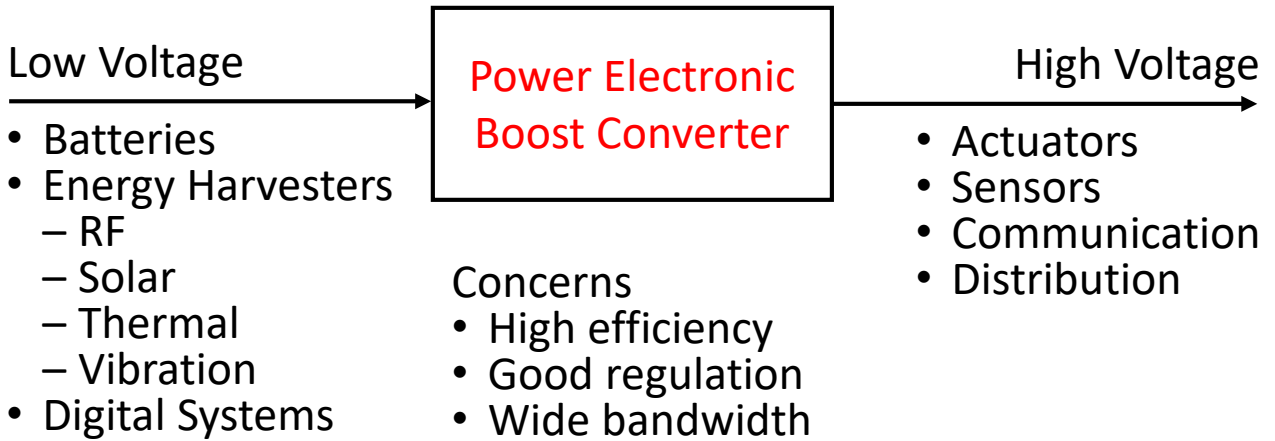 Low Voltage
• Batteries
• Energy Harvesters
– RF
– Solar
– Thermal
– Vibration
• Digital Systems
Power Electronic
Boost Converter
Concerns
• High efficiency
• Good regulation
• Wide bandwidth
High Voltage
• Actuators
• Sensors
• Communication
• Distribution